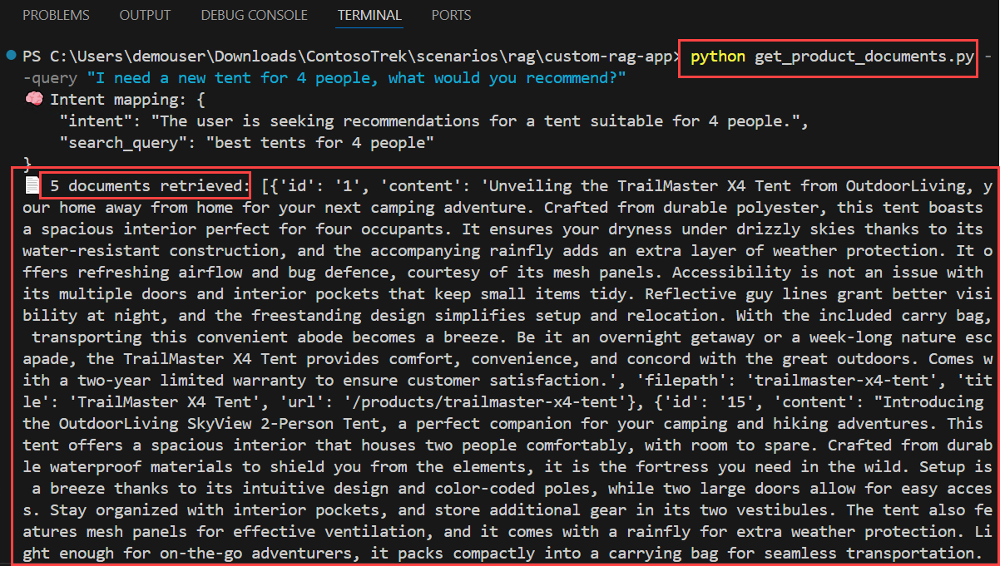 PROBLEMS OUTPUT DEBUG CONSOLE TERMINAL PORTS
PS C:\Users\demouser\Downloads\ContosoTrek\scenarios\rag\custom-rag-app> python get_product_documents.py -
-query "I need a new tent for 4 people, what would you recommend?"
🧠 Intent mapping: {
    "intent": "The user is seeking recommendations for a tent suitable for 4 people.",
    "search_query": "best tents for 4 people"
}
📄 5 documents retrieved: [{'id': '1', 'content': 'Unveiling the TrailMaster X4 Tent from OutdoorLiving, y
our home away from home for your next camping adventure. Crafted from durable polyester, this tent boasts
a spacious interior perfect for four occupants. It ensures your dryness under drizzly skies thanks to its
water-resistant construction, and the accompanying rainfly adds an extra layer of weather protection. It o
ffers refreshing airflow and bug defence, courtesy of its mesh panels. Accessibility is not an issue with
its multiple doors and interior pockets that keep small items tidy. Reflective guy lines grant better visi
bility at night, and the freestanding design simplifies setup and relocation. With the included carry bag,
 transporting this convenient abode becomes a breeze. Be it an overnight getaway or a week-long nature esc
apade, the TrailMaster X4 Tent provides comfort, convenience, and concord with the great outdoors. Comes w
ith a two-year limited warranty to ensure customer satisfaction.', 'filepath': 'trailmaster-x4-tent', 'tit
le': 'TrailMaster X4 Tent', 'url': '/products/trailmaster-x4-tent'}, {'id': '15', 'content': "Introducing
the OutdoorLiving SkyView 2-Person Tent, a perfect companion for your camping and hiking adventures. This
tent offers a spacious interior that houses two people comfortably, with room to spare. Crafted from durab
le waterproof materials to shield you from the elements, it is the fortress you need in the wild. Setup is
 a breeze thanks to its intuitive design and color-coded poles, while two large doors allow for easy acces
s. Stay organized with interior pockets, and store additional gear in its two vestibules. The tent also fe
atures mesh panels for effective ventilation, and it comes with a rainfly for extra weather protection. Li
ght enough for on-the-go adventurers, it packs compactly into a carrying bag for seamless transportation.